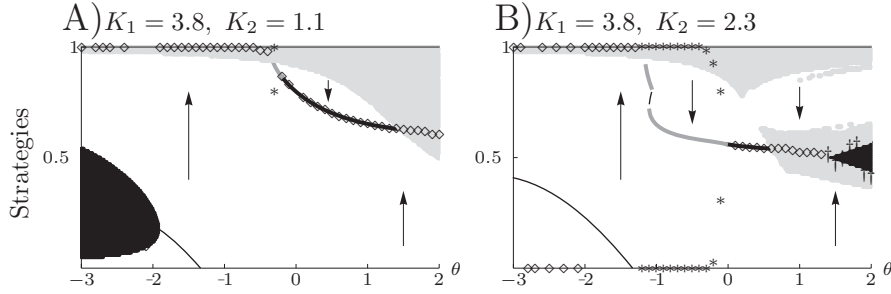 A) K₁ = 3.8, K₂ = 1.1
B) K₁ = 3.8, K₂ = 2.3
Strategies
1
0.5
−3 −2 −1 0 1 2 θ
1
0.5
−3 −2 −1 0 1 2 θ